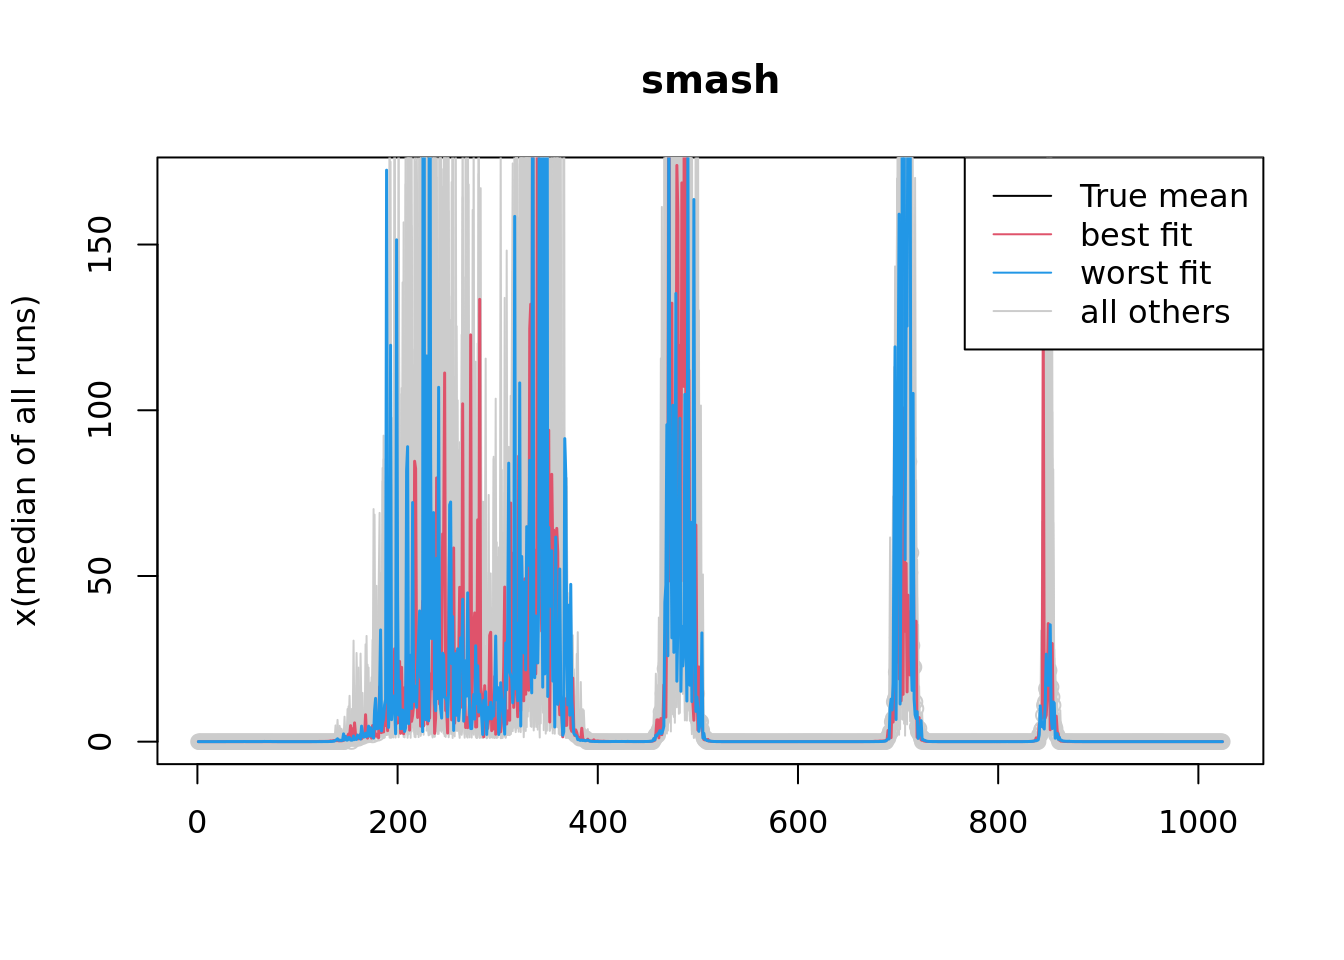 smash
x(median of all runs)
150
100
50
0
True mean
best fit
worst fit
all others
0 200 400 600 800 1000